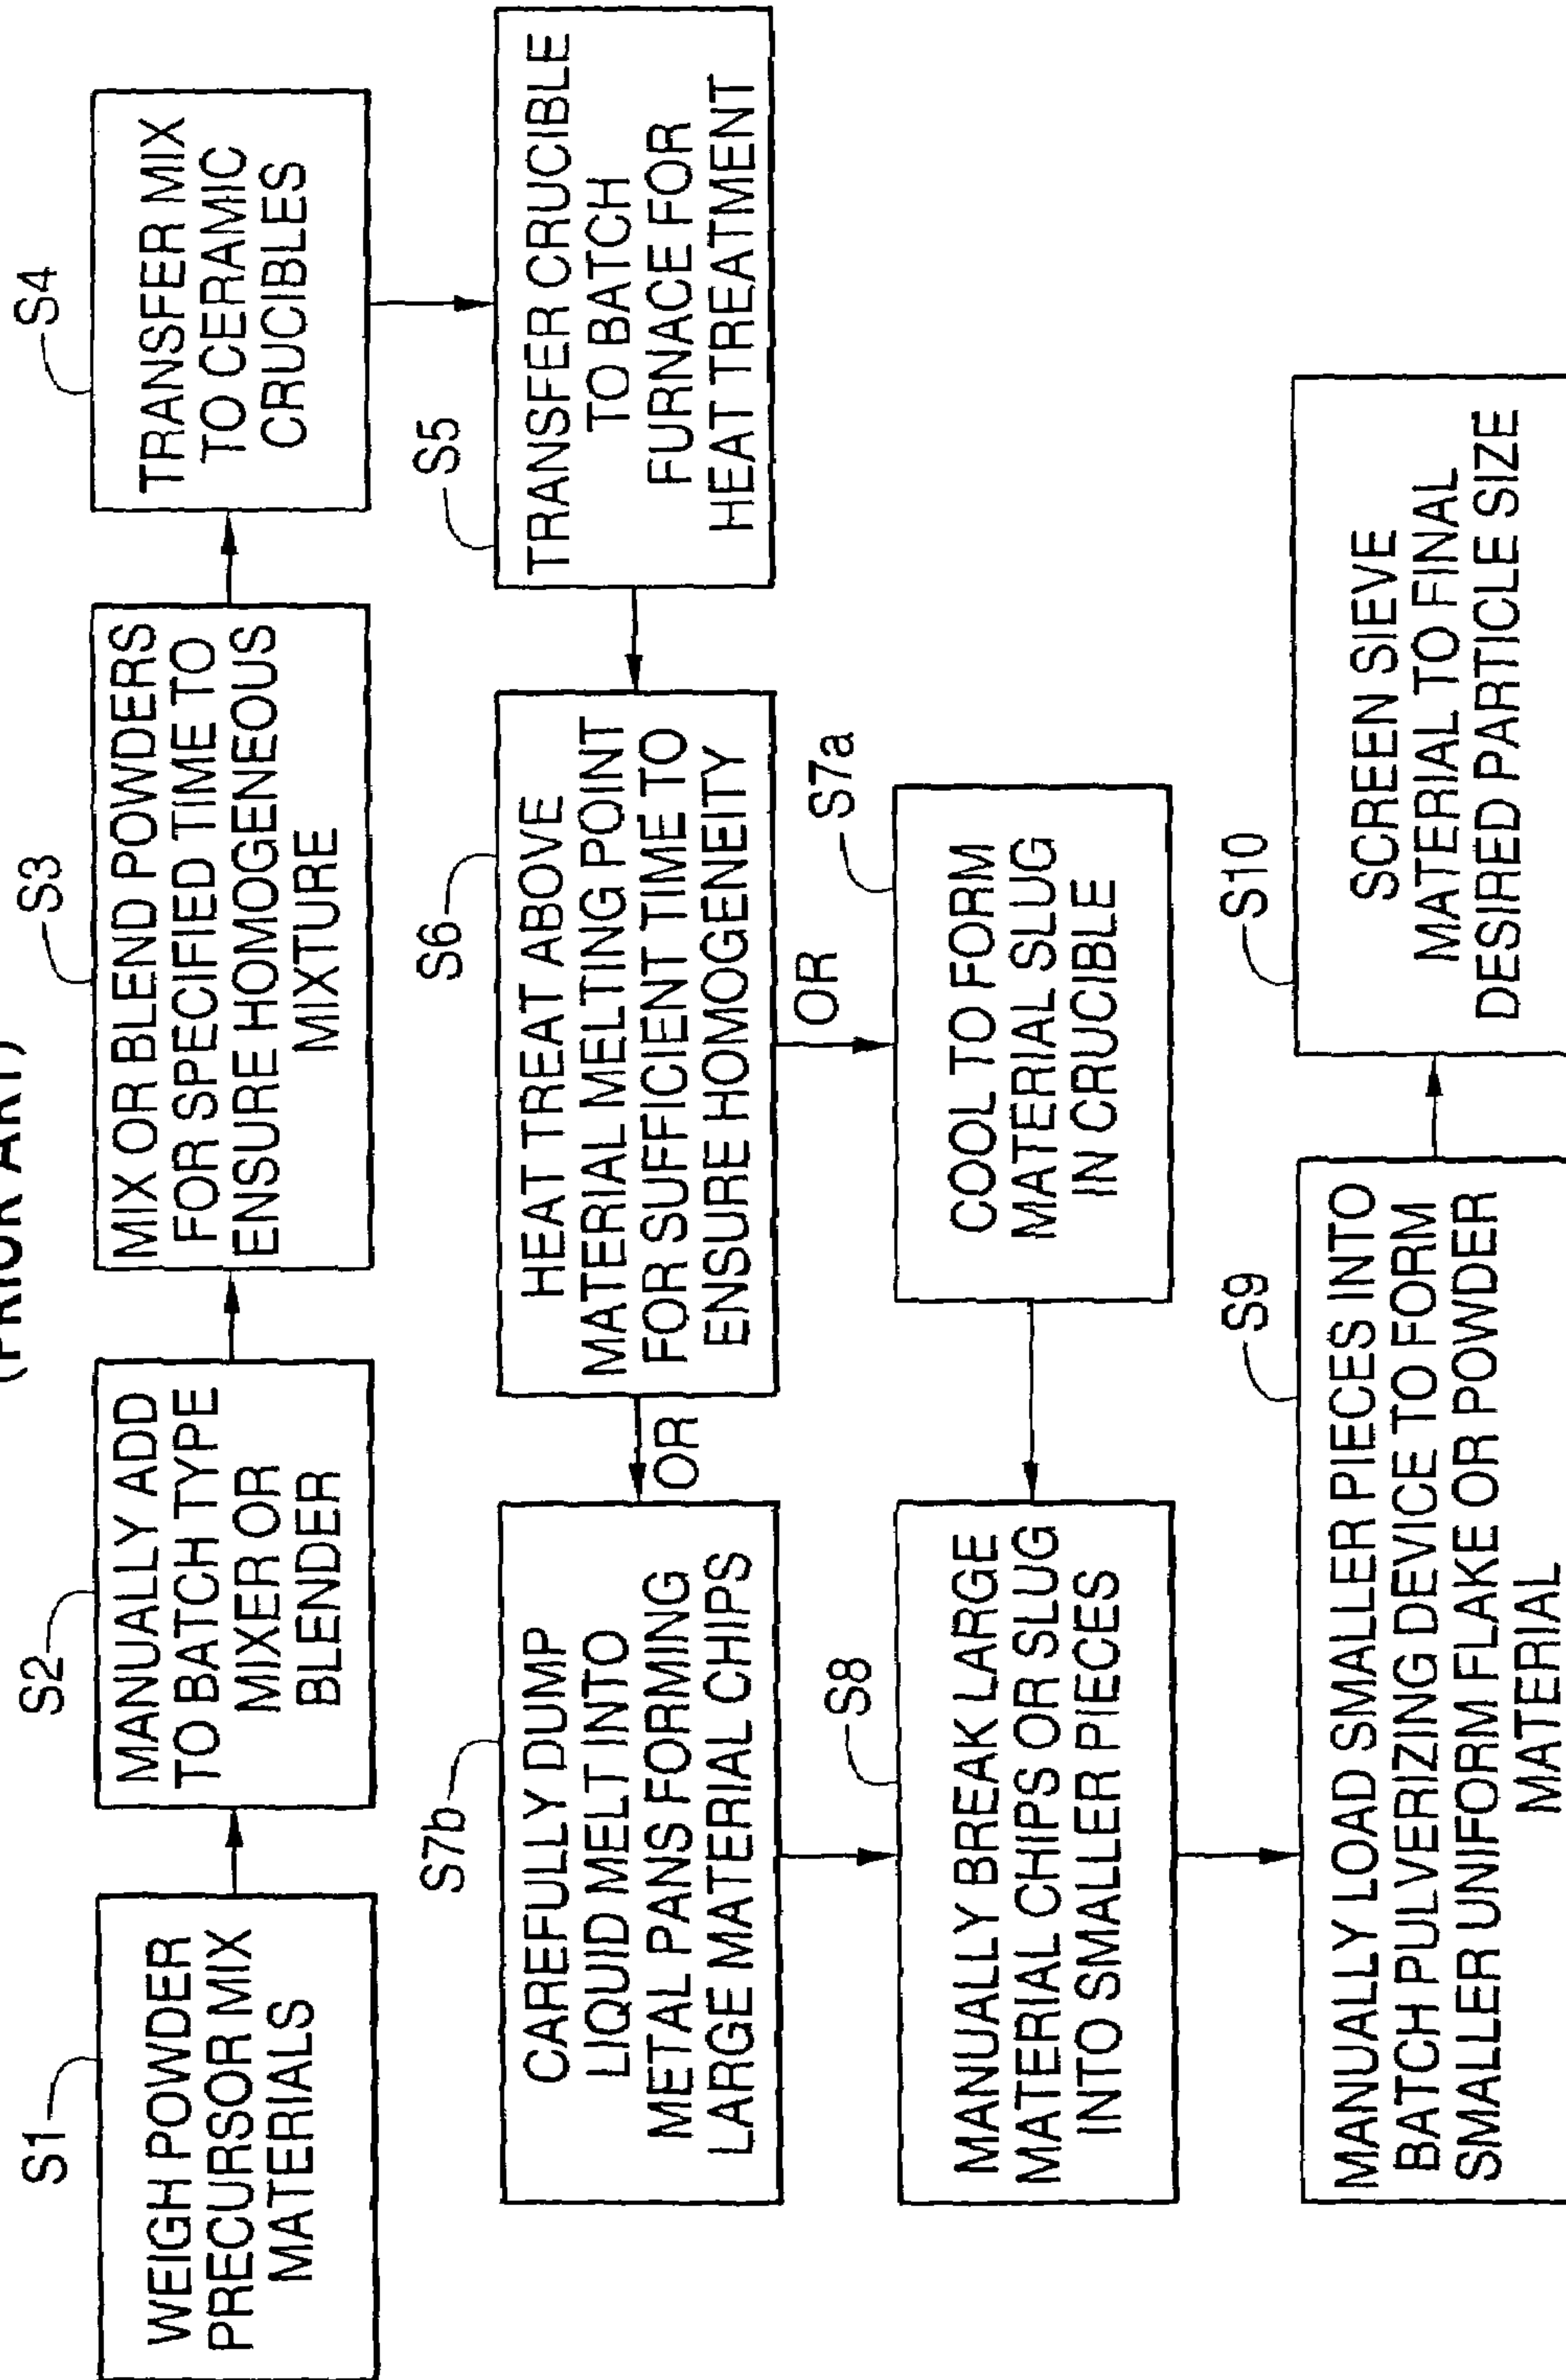 (PRIOR ART)
S1
WEIGH POWDER
PRECURSOR MIX
MATERIALS
S2
MANUALLY ADD
TO BATCH TYPE
MIXER OR
BLENDER
S3
MIX OR BLEND POWDERS
FOR SPECIFIED TIME TO
ENSURE HOMOGENEOUS
MIXTURE
S4
TRANSFER MIX
TO CERAMIC
CRUCIBLES
S5
TRANSFER CRUCIBLE
TO BATCH
FURNACE FOR
HEAT TREATMENT
S6
HEAT TREAT ABOVE
MATERIAL MELTING POINT
FOR SUFFICIENT TIME TO
ENSURE HOMOGENEITY
OR
OR
S7a
COOL TO FORM
MATERIAL SLUG
IN CRUCIBLE
S7b
CAREFULLY DUMP
LIQUID MELT INTO
METAL PANS FORMING
LARGE MATERIAL CHIPS
S8
MANUALLY BREAK LARGE
MATERIAL CHIPS OR SLUG
INTO SMALLER PIECES
S9
MANUALLY LOAD SMALLER PIECES INTO
BATCH PULVERIZING DEVICE TO FORM
SMALLER UNIFORM FLAKE OR POWDER
MATERIAL
S10
SCREEN SIEVE
MATERIAL TO FINAL
DESIRED PARTICLE SIZE